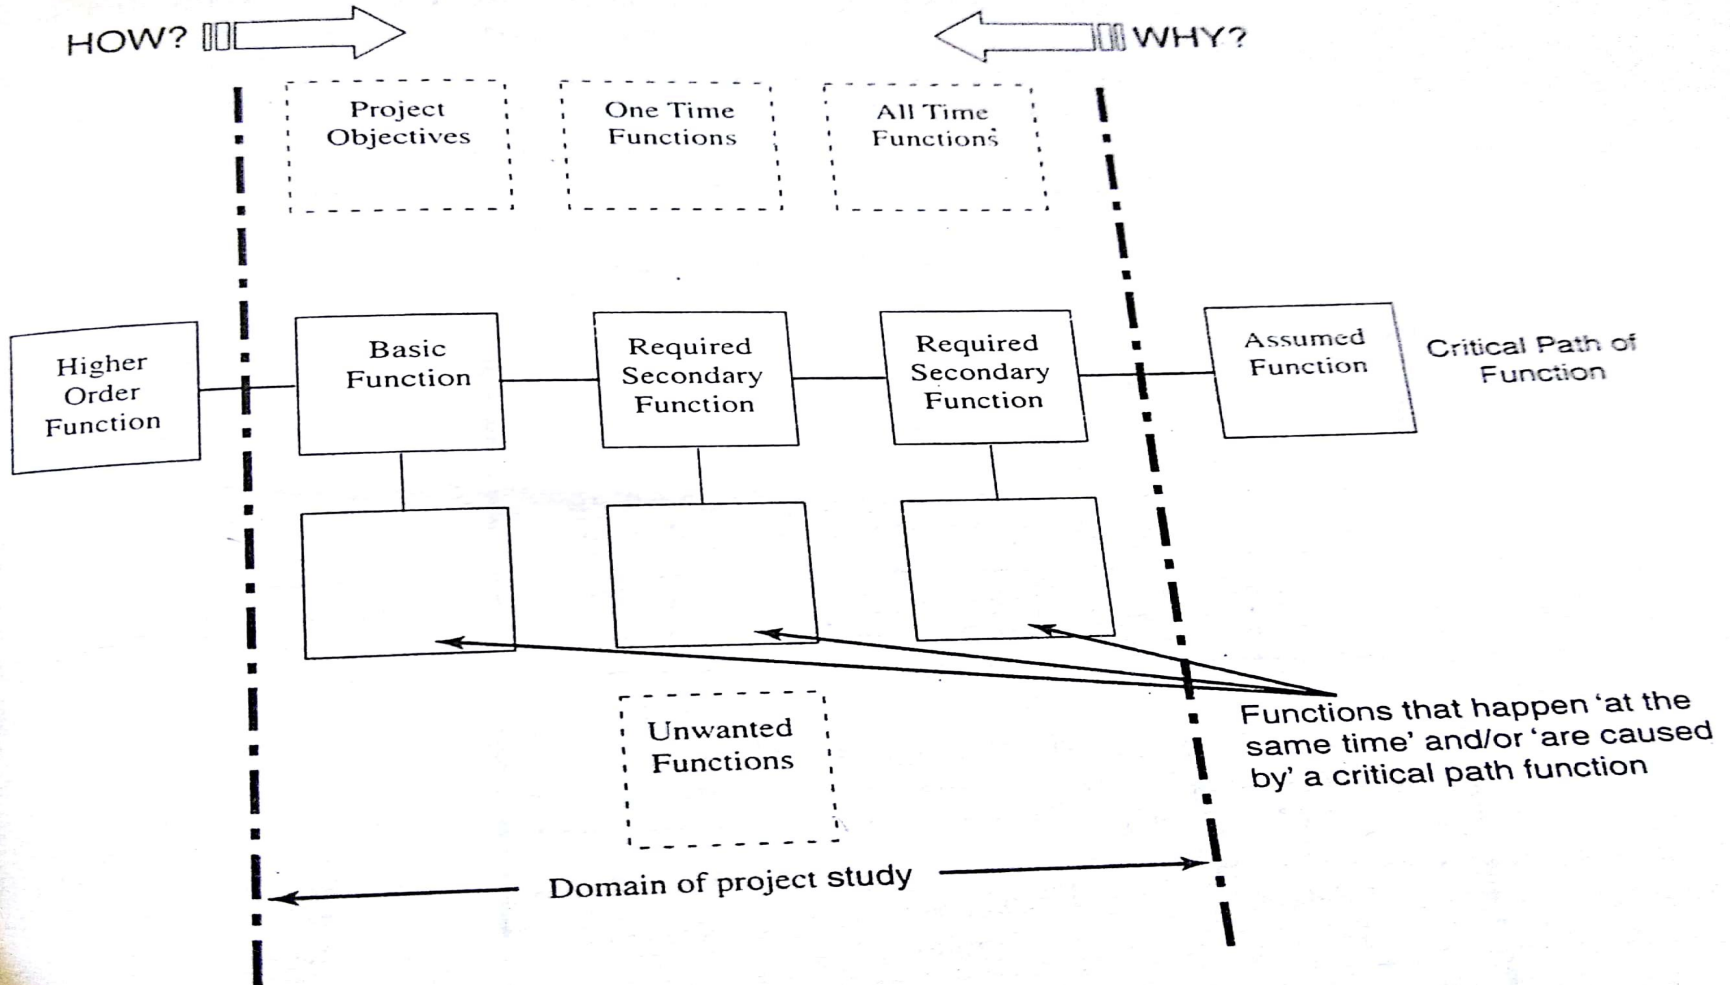 HOW?
WHY?
Project
Objectives
One Time
Functions
All Time
Functions
Higher
Order
Function
Basic
Function
Required
Secondary
Function
Required
Secondary
Function
Assumed
Function
Critical Path of
Function
Unwanted
Functions
Functions that happen ‘at the
same time’ and/or ‘are caused
by’ a critical path function
Domain of project study